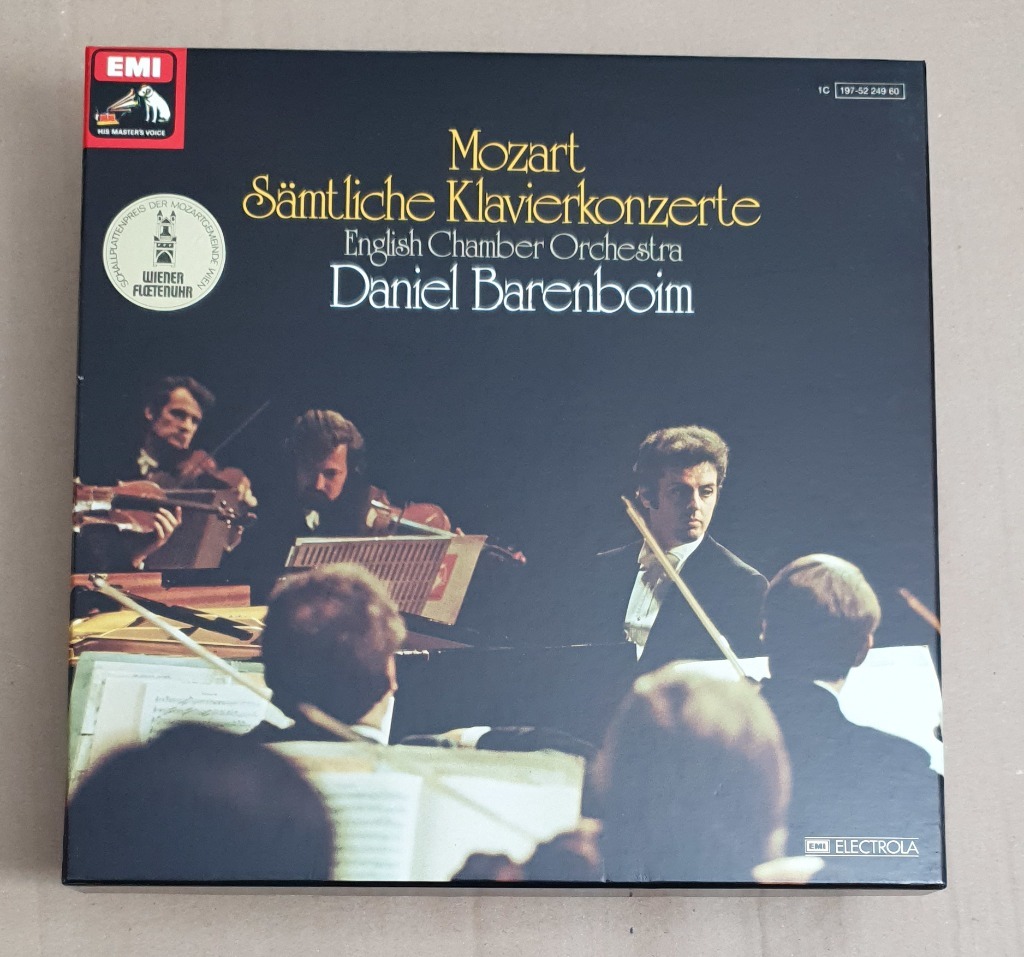 EMI
HIS MASTER'S VOICE
1C 197-52 249 60
Mozart
Sämtliche Klavierkonzerte
English Chamber Orchestra
Daniel Barenboim
SCHALLPLATTENPREIS DER MOZARTGEMEINDE WIEN
WIENER
FLŒTENUHR
EMI ELECTROLA